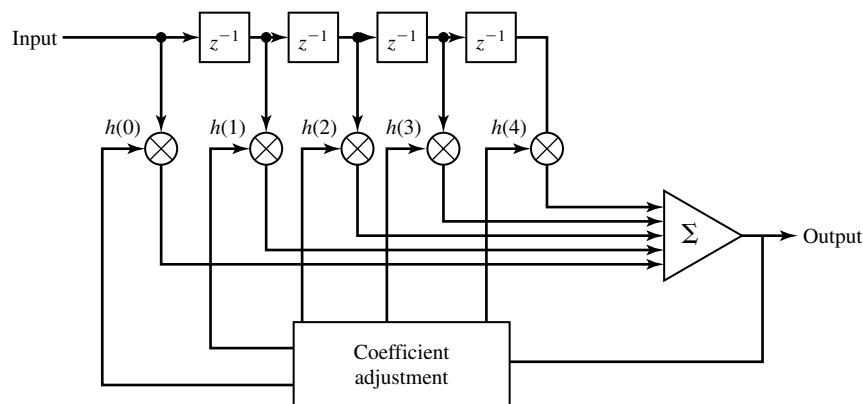 Input
z⁻¹
z⁻¹
z⁻¹
z⁻¹
h(0)
h(1)
h(2)
h(3)
h(4)
Σ
Output
Coefficient
adjustment